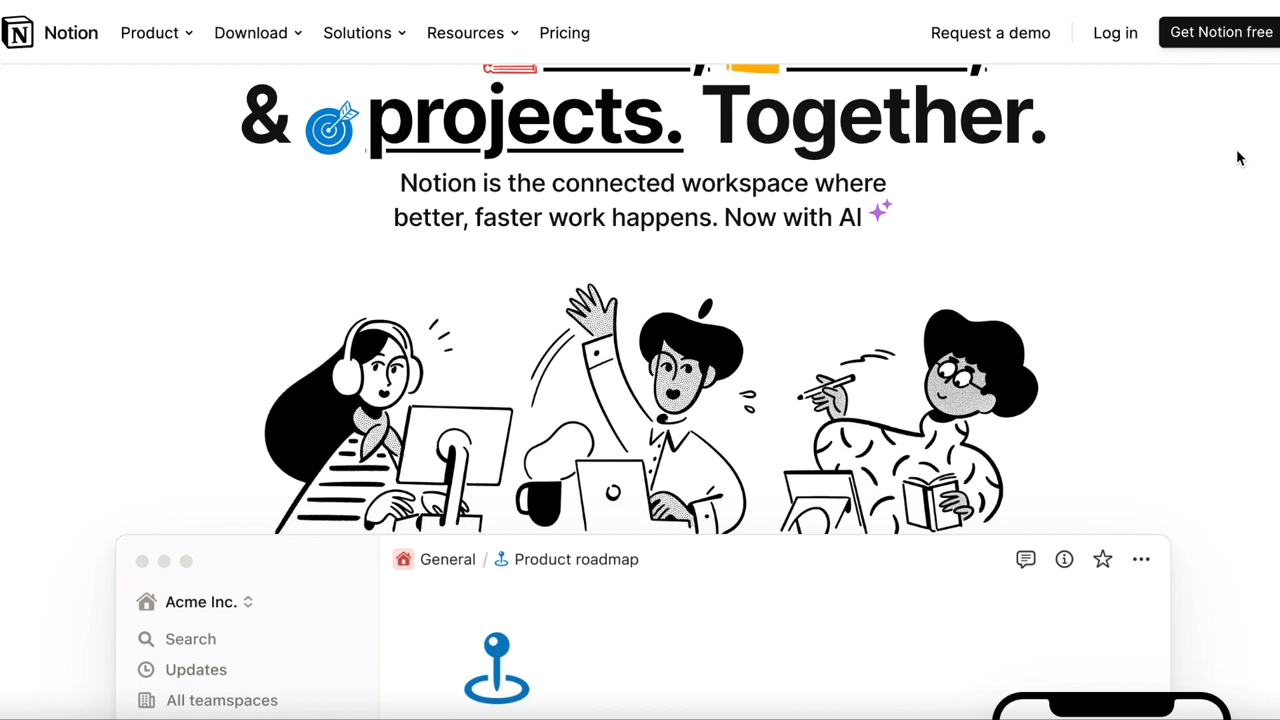 Notion
Product
Download
Solutions
Resources
Pricing
Request a demo
Log in
Get Notion free
& projects. Together.
Notion is the connected workspace where
better, faster work happens. Now with AI
General / Product roadmap
Acme Inc.
Search
Updates
All teamspaces